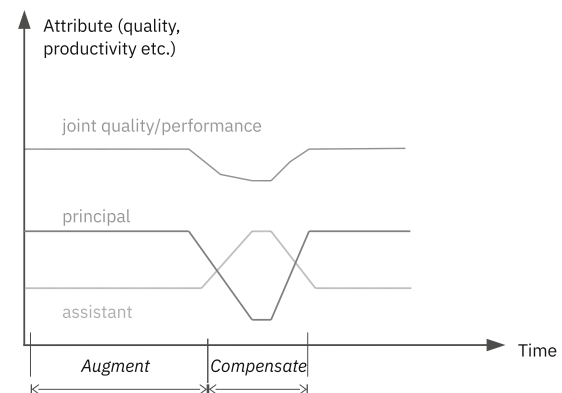 Attribute (quality,
productivity etc.)
joint quality/performance
principal
assistant
Time
Augment
Compensate